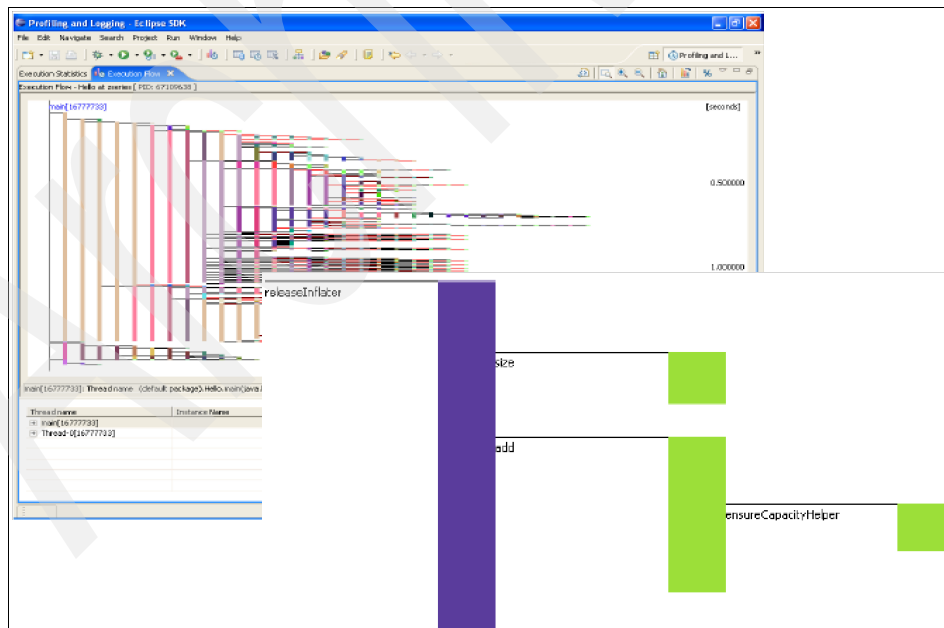 Profiling and Logging - Eclipse SDK
File Edit Navigate Search Project Run Window Help
Profiling and L...
Execution Statistics Execution Flow
Execution Flow - Hello at zseries [ PID: 67109638 ]
main[16777733]
[seconds]
0.500000
1.000000
releaseInflater
size
main[16777733]: Thread name (default package).Hello.main(java.
Thread name Instance Name
main[16777733]
Thread-0[16777733]
add
ensureCapacityHelper